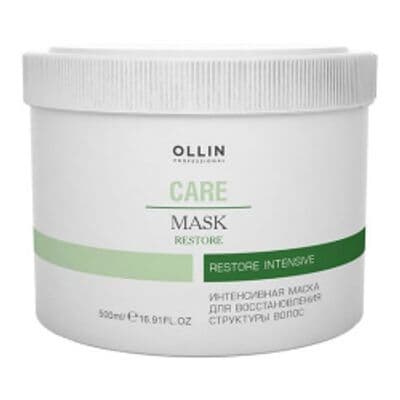 OLLIN
PROFESSIONAL
CARE
MASK
RESTORE
RESTORE INTENSIVE
ИНТЕНСИВНАЯ МАСКА
ДЛЯ ВОССТАНОВЛЕНИЯ
СТРУКТУРЫ ВОЛОС
500ml / ℮ 16.91FL.OZ